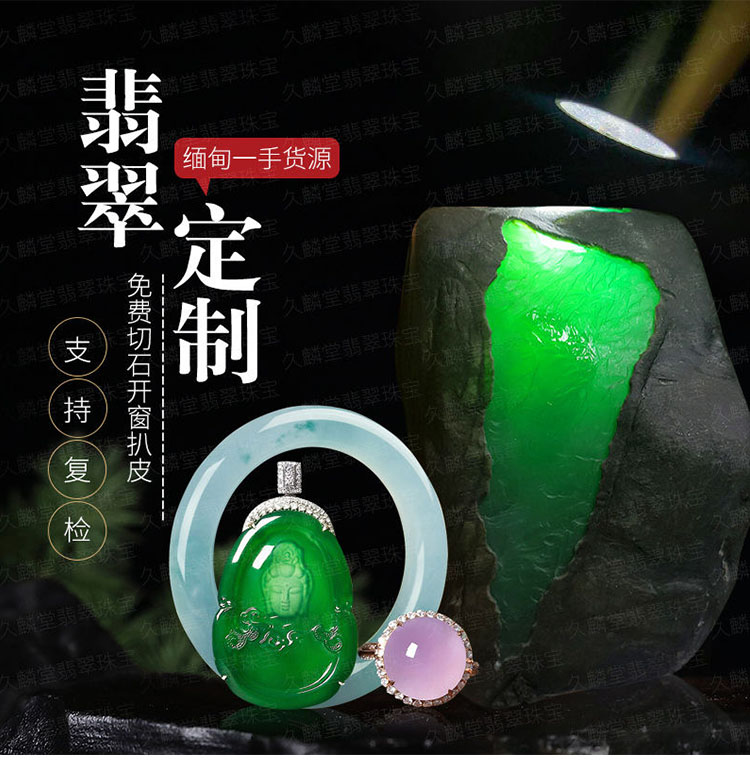 翡翠
缅甸一手货源
定制
免费切石开窗扒皮
支持复检
久麟堂翡翠珠宝